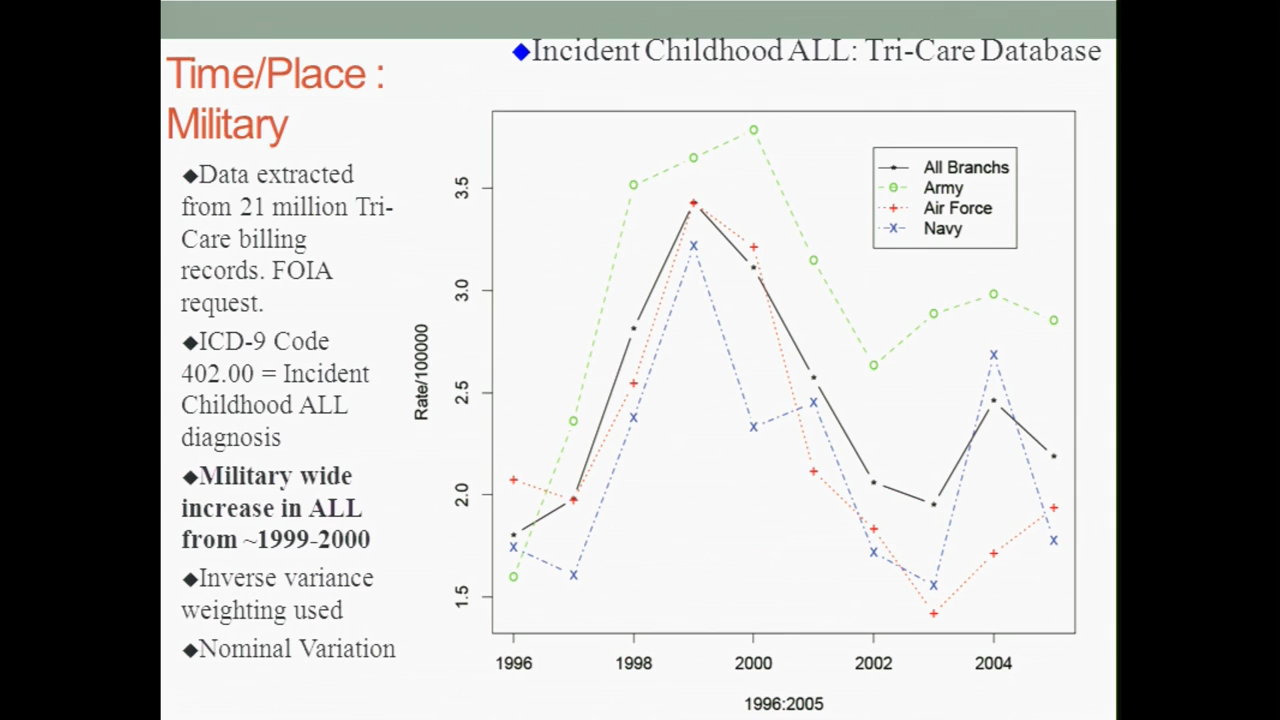 ◆Incident Childhood ALL: Tri-Care Database
Time/Place :
Military
◆Data extracted
from 21 million Tri-
Care billing
records. FOIA
request.
◆ICD-9 Code
402.00 = Incident
Childhood ALL
diagnosis
◆Military wide
increase in ALL
from ~1999-2000
◆Inverse variance
weighting used
◆Nominal Variation
Rate/100000
3.5
3.0
2.5
2.0
1.5
All Branchs
Army
Air Force
Navy
1996 1998 2000 2002 2004
1996:2005